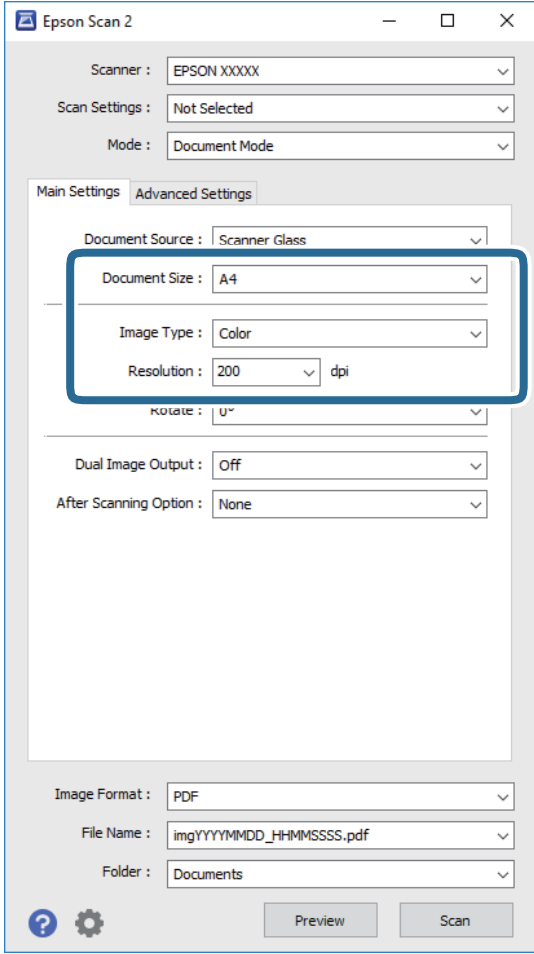 Epson Scan 2
Scanner : EPSON XXXXX
Scan Settings : Not Selected
Mode : Document Mode
Main Settings Advanced Settings
Document Source : Scanner Glass
Document Size : A4
Image Type : Color
Resolution : 200 dpi
Rotate : 0°
Dual Image Output : Off
After Scanning Option : None
Image Format : PDF
File Name : imgYYYYMMDD_HHMMSSSS.pdf
Folder : Documents
? Preview Scan